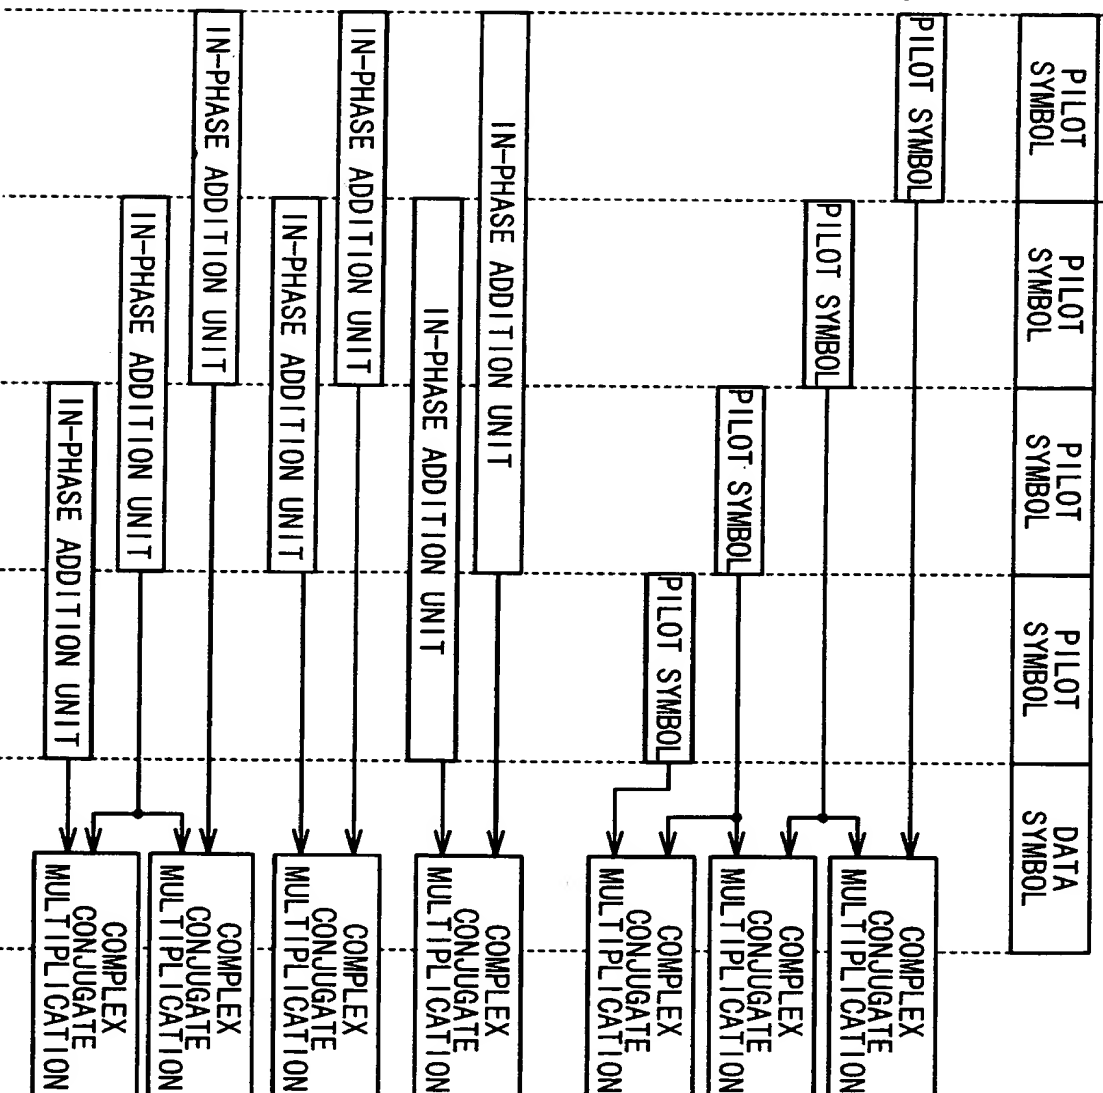 PILOT
SYMBOL
PILOT
SYMBOL
PILOT
SYMBOL
PILOT
SYMBOL
DATA
SYMBOL
PILOT SYMBOL
PILOT SYMBOL
PILOT SYMBOL
PILOT SYMBOL
COMPLEX
CONJUGATE
MULTIPLICATION
COMPLEX
CONJUGATE
MULTIPLICATION
COMPLEX
CONJUGATE
MULTIPLICATION
IN-PHASE ADDITION UNIT
IN-PHASE ADDITION UNIT
COMPLEX
CONJUGATE
MULTIPLICATION
IN-PHASE ADDITION UNIT
IN-PHASE ADDITION UNIT
COMPLEX
CONJUGATE
MULTIPLICATION
IN-PHASE ADDITION UNIT
IN-PHASE ADDITION UNIT
IN-PHASE ADDITION UNIT
COMPLEX
CONJUGATE
MULTIPLICATION
COMPLEX
CONJUGATE
MULTIPLICATION